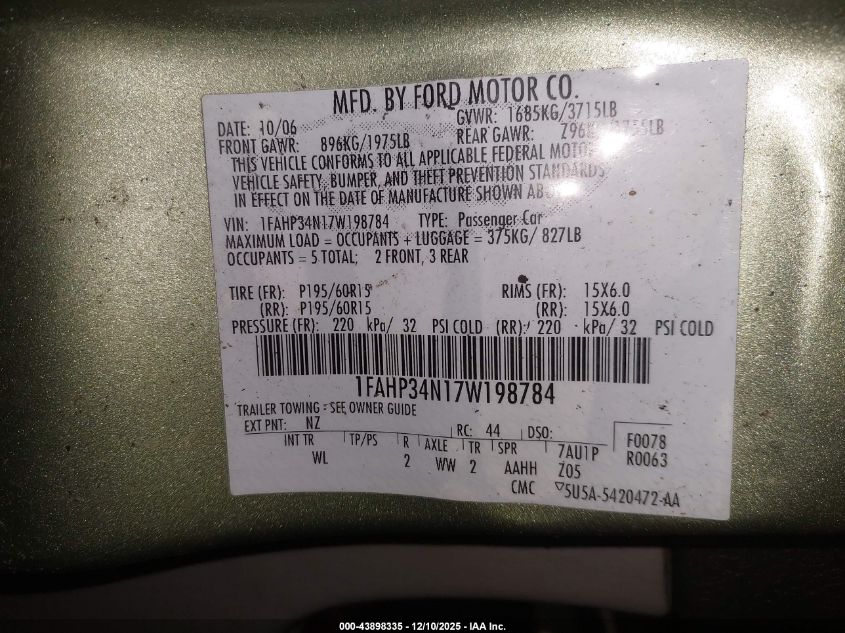 MFD. BY FORD MOTOR CO.
DATE: 10/06 GVWR: 1685KG/3715LB
FRONT GAWR: 896KG/1975LB REAR GAWR:
THIS VEHICLE CONFORMS TO ALL APPLICABLE FEDERAL MOTOR
VEHICLE SAFETY, BUMPER, AND THEFT PREVENTION STANDARDS
IN EFFECT ON THE DATE OF MANUFACTURE SHOWN
VIN: 1FAHP34N17W198784 TYPE: Passenger Car
MAXIMUM LOAD = OCCUPANTS + LUGGAGE = 375KG/ 827LB
OCCUPANTS = 5 TOTAL; 2 FRONT, 3 REAR
TIRE (FR): P195/60R15 RIMS (FR): 15X6.0
(RR): P195/60R15 (RR): 15X6.0
PRESSURE (FR): 220 kPa/ 32 PSI COLD (RR): 220 kPa/ 32 PSI COLD
1FAHP34N17W198784
TRAILER TOWING - SEE OWNER GUIDE
EXT PNT: NZ RC: 44 DSO: F0078
INT TR TP/PS R AXLE TR SPR 7AU1P R0063
WL 2 WW 2 AAHH Z05
CMC ▽5U5A-5420472-AA
000-43898335 - 12/10/2025 - IAA Inc.